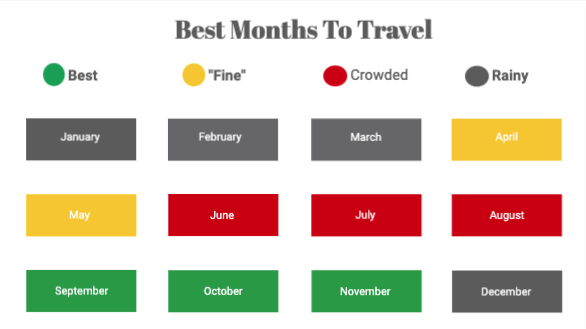 Best Months To Travel
Best "Fine" Crowded Rainy
January February March April
May June July August
September October November December